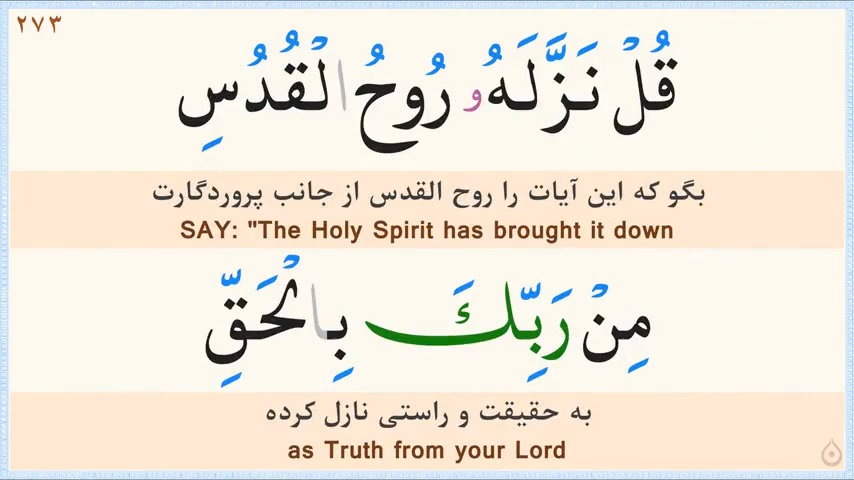 ۲۷۳
قُلْ نَزَّلَهُۥ رُوحُ الْقُدُسِ
بگو که این آیات را روح القدس از جانب پروردگارت
SAY: "The Holy Spirit has brought it down
مِنْ رَبِّكَ بِالْحَقِّ
به حقیقت و راستی نازل کرده
as Truth from your Lord